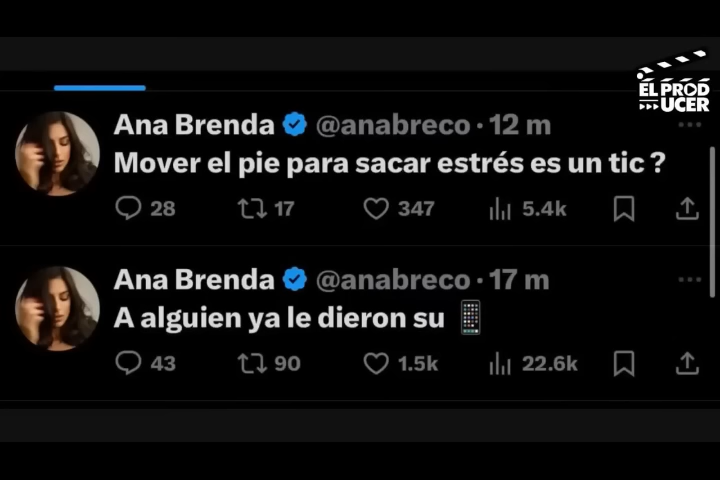 EL PROD
UCER
Ana Brenda @anabreco · 12 m
Mover el pie para sacar estrés es un tic ?
28 17 347 5.4k
Ana Brenda @anabreco · 17 m
A alguien ya le dieron su 📱
43 90 1.5k 22.6k